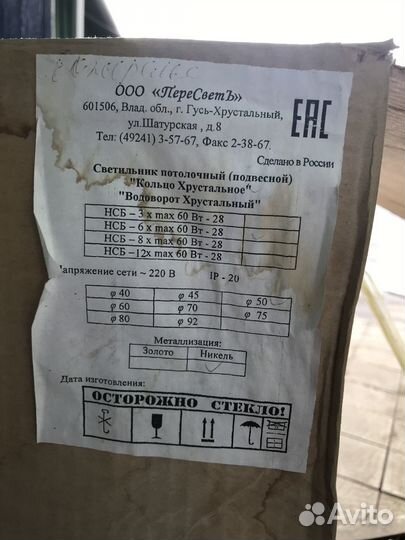 ООО «ПереСветЪ»
601506, Влад. обл., г. Гусь-Хрустальный,
ул.Шатурская , д.8
Тел: (49241) 3-57-67, Факс 2-38-67.
EAC
Сделано в России
Светильник потолочный (подвесной)
"Кольцо Хрустальное"
"Водоворот Хрустальный"
НСБ – 3 х max 60 Вт - 28
НСБ – 6 х max 60 Вт - 28
НСБ – 8 х max 60 Вт - 28
НСБ – 12х max 60 Вт - 28
апряжение сети ~ 220 В IP - 20
φ 40 φ 45 φ 50
φ 60 φ 70 φ 75
φ 80 φ 92
Металлизация:
Золото Никель
Дата изготовления:
ОСТОРОЖНО СТЕКЛО!
Avito